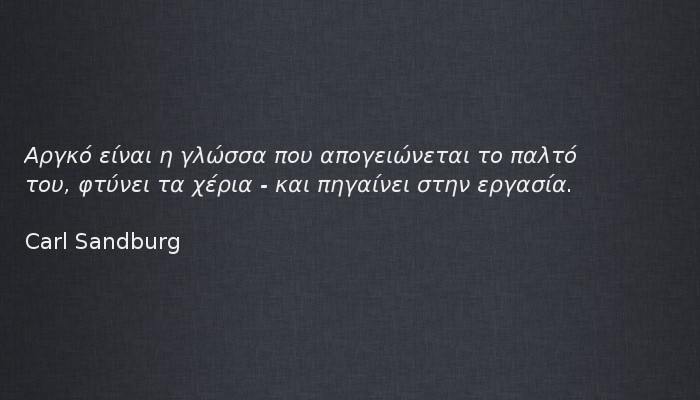 Αργκό είναι η γλώσσα που απογειώνεται το παλτό
του, φτύνει τα χέρια - και πηγαίνει στην εργασία.
Carl Sandburg